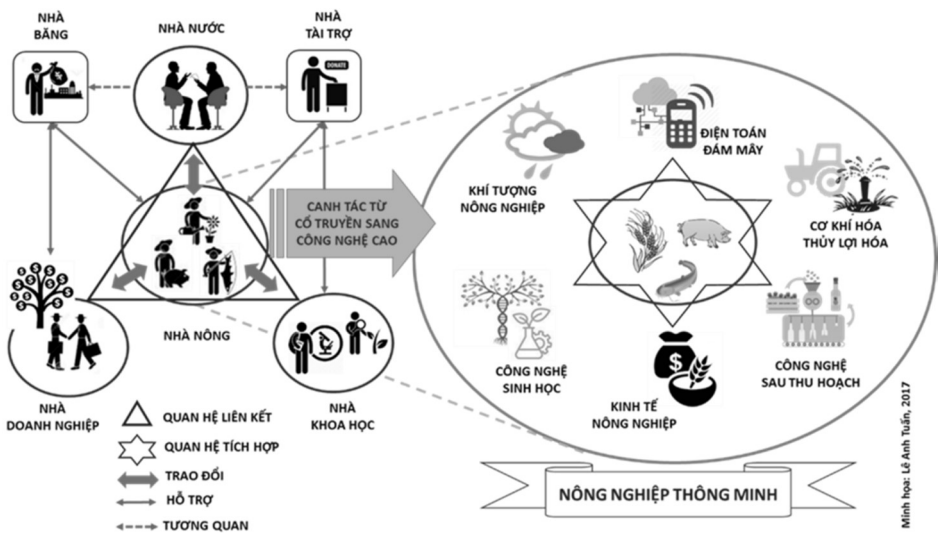 NHÀ
BĂNG
NHÀ NƯỚC
NHÀ
TÀI TRỢ
DONATE
CANH TÁC TỪ
CỔ TRUYỀN SANG
CÔNG NGHỆ CAO
NHÀ NÔNG
NHÀ
DOANH NGHIỆP
NHÀ
KHOA HỌC
QUAN HỆ LIÊN KẾT
QUAN HỆ TÍCH HỢP
TRAO ĐỔI
HỖ TRỢ
TƯƠNG QUAN
ĐIỆN TOÁN
ĐÁM MÂY
KHÍ TƯỢNG
NÔNG NGHIỆP
CƠ KHÍ HÓA
THỦY LỢI HÓA
CÔNG NGHỆ
SINH HỌC
CÔNG NGHỆ
SAU THU HOẠCH
KINH TẾ
NÔNG NGHIỆP
NÔNG NGHIỆP THÔNG MINH
Minh họa: Lê Anh Tuấn, 2017